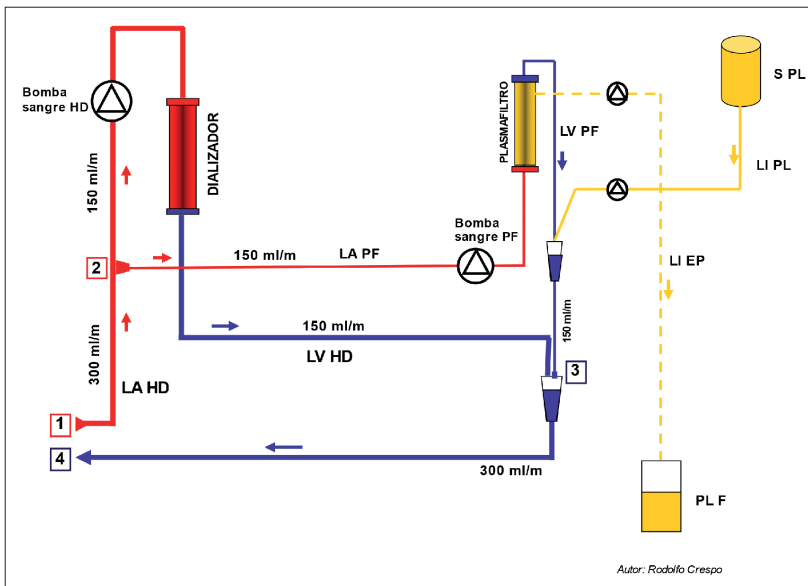 Bomba
sangre HD
150 ml/m
DIALIZADOR
2
150 ml/m
LA PF
300 ml/m
LA HD
1
4
150 ml/m
LV HD
Bomba
sangre PF
PLASMAFILTRO
LV PF
S PL
LI PL
LI EP
150 ml/m
3
300 ml/m
PL F
Autor: Rodolfo Crespo